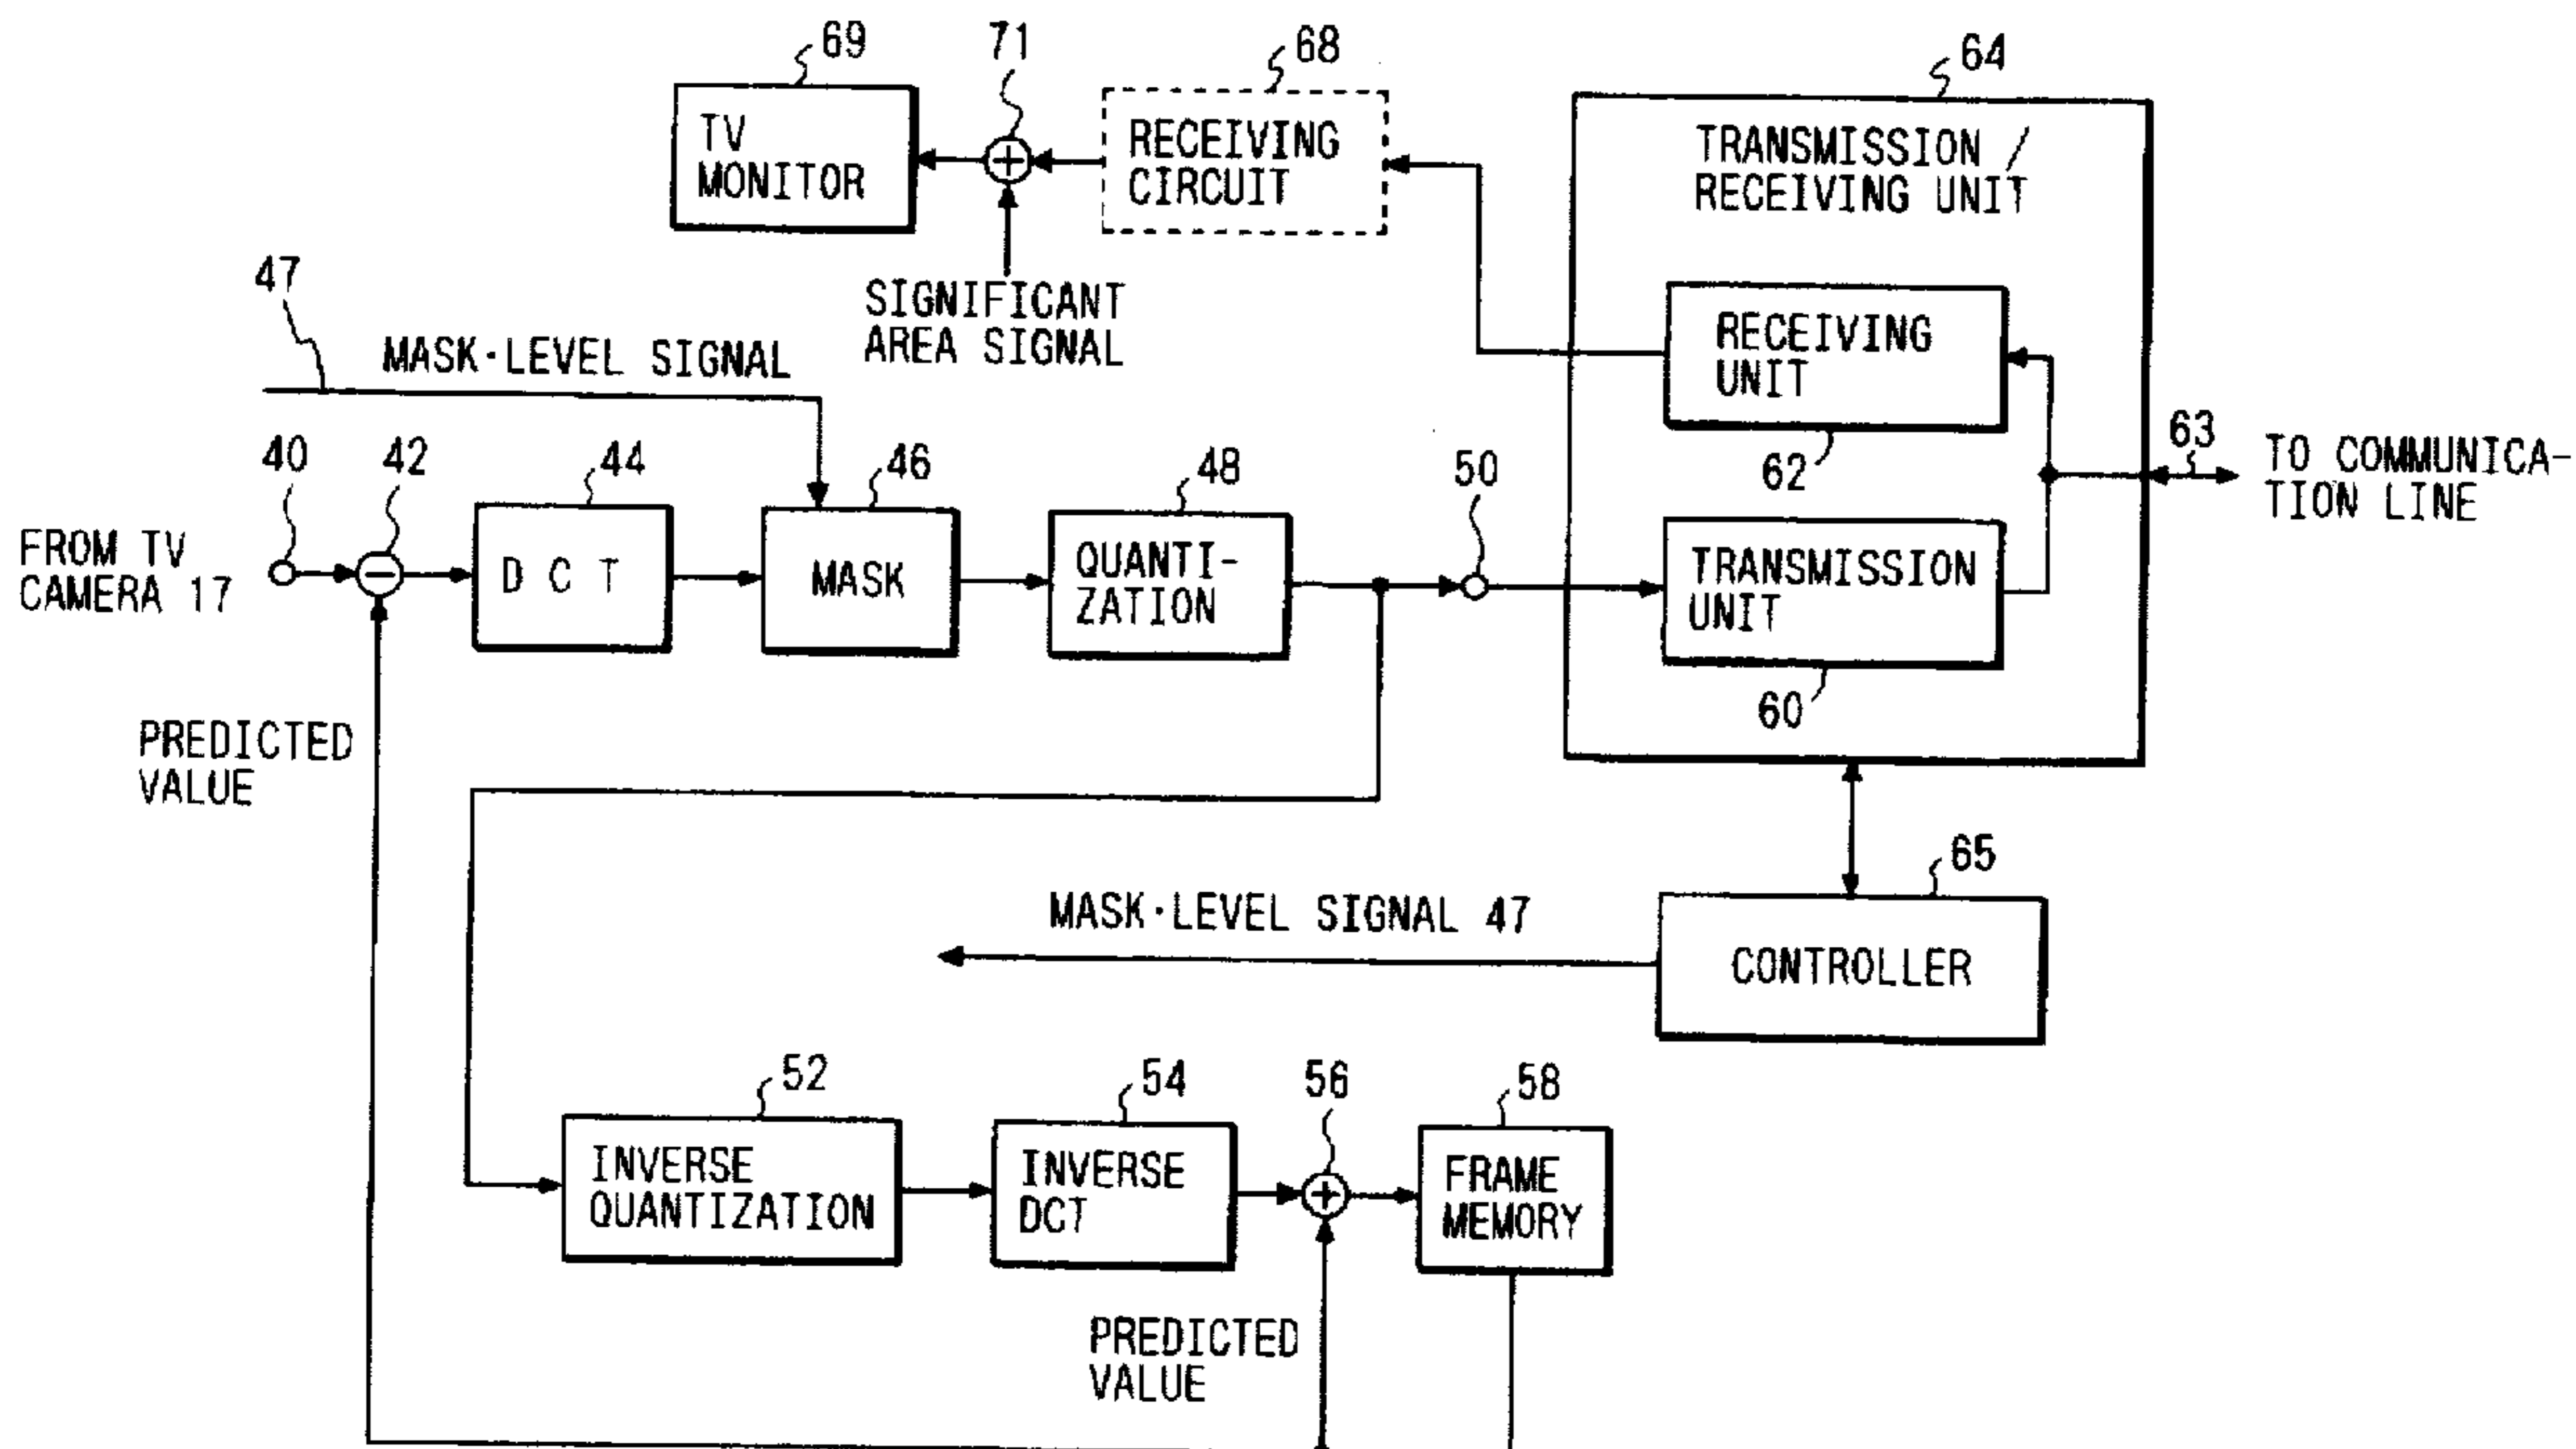 69
71
68
64
TV
MONITOR
RECEIVING
CIRCUIT
TRANSMISSION /
RECEIVING UNIT
47
SIGNIFICANT
AREA SIGNAL
MASK·LEVEL SIGNAL
RECEIVING
UNIT
62
63
TO COMMUNICA-
TION LINE
40
42
44
46
48
50
FROM TV
CAMERA 17
D C T
MASK
QUANTI-
ZATION
TRANSMISSION
UNIT
60
PREDICTED
VALUE
65
MASK·LEVEL SIGNAL 47
CONTROLLER
52
54
56
58
INVERSE
QUANTIZATION
INVERSE
DCT
FRAME
MEMORY
PREDICTED
VALUE